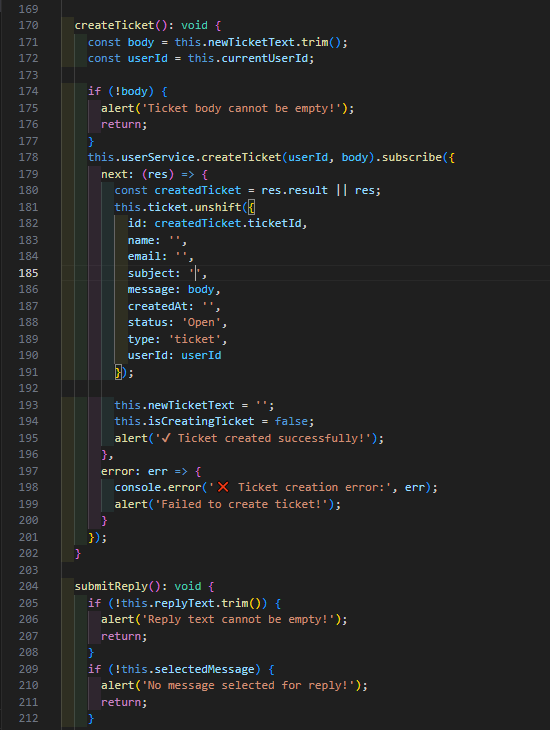 169
170 createTicket(): void {
171 const body = this.newTicketText.trim();
172 const userId = this.currentUserId;
173
174 if (!body) {
175 alert('Ticket body cannot be empty!');
176 return;
177 }
178 this.userService.createTicket(userId, body).subscribe({
179 next: (res) => {
180 const createdTicket = res.result || res;
181 this.ticket.unshift({
182 id: createdTicket.ticketId,
183 name: '',
184 email: '',
185 subject: '',
186 message: body,
187 createdAt: '',
188 status: 'Open',
189 type: 'ticket',
190 userId: userId
191 });
192
193 this.newTicketText = '';
194 this.isCreatingTicket = false;
195 alert('✓ Ticket created successfully!');
196 },
197 error: err => {
198 console.error('❌ Ticket creation error:', err);
199 alert('Failed to create ticket!');
200 }
201 });
202 }
203
204 submitReply(): void {
205 if (!this.replyText.trim()) {
206 alert('Reply text cannot be empty!');
207 return;
208 }
209 if (!this.selectedMessage) {
210 alert('No message selected for reply!');
211 return;
212 }